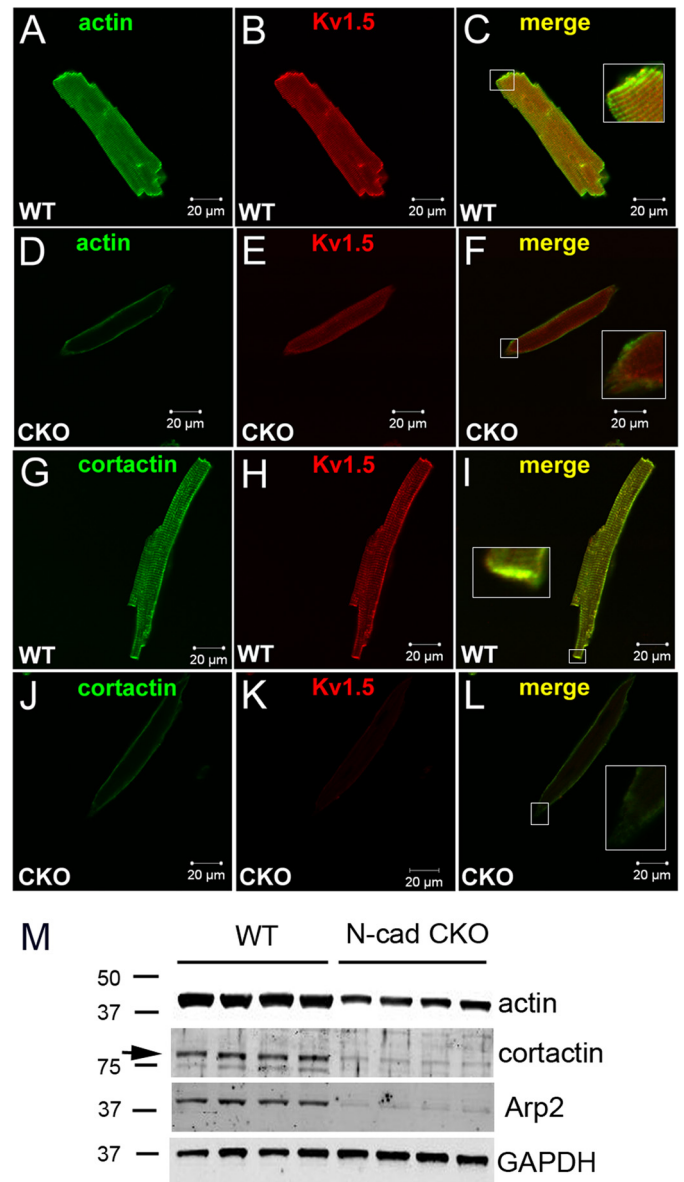 A actin
B Kv1.5
C merge
WT 20 µm
WT 20 µm
WT 20 µm
D actin
E Kv1.5
F merge
CKO 20 µm
CKO 20 µm
CKO 20 µm
G cortactin
H Kv1.5
I merge
WT 20 µm
WT 20 µm
WT 20 µm
J cortactin
K Kv1.5
L merge
CKO 20 µm
CKO 20 µm
CKO 20 µm
M WT N-cad CKO
50
37
actin
75
cortactin
37
Arp2
37
GAPDH